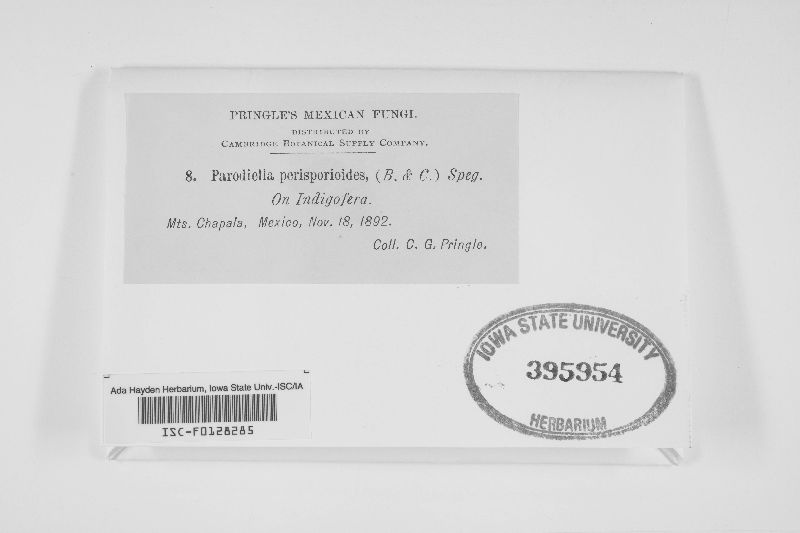 PRINGLE'S MEXICAN FUNGI.
DISTRIBUTED BY
CAMBRIDGE BOTANICAL SUPPLY COMPANY.
8. Parodiella perisporioides, (B. & C.) Speg.
On Indigofera.
Mts. Chapala, Mexico, Nov. 18, 1892.
Coll. C. G. Pringle.
IOWA STATE UNIVERSITY
395954
HERBARIUM
Ada Hayden Herbarium, Iowa State Univ.-ISC/IA
ISC-F0128285